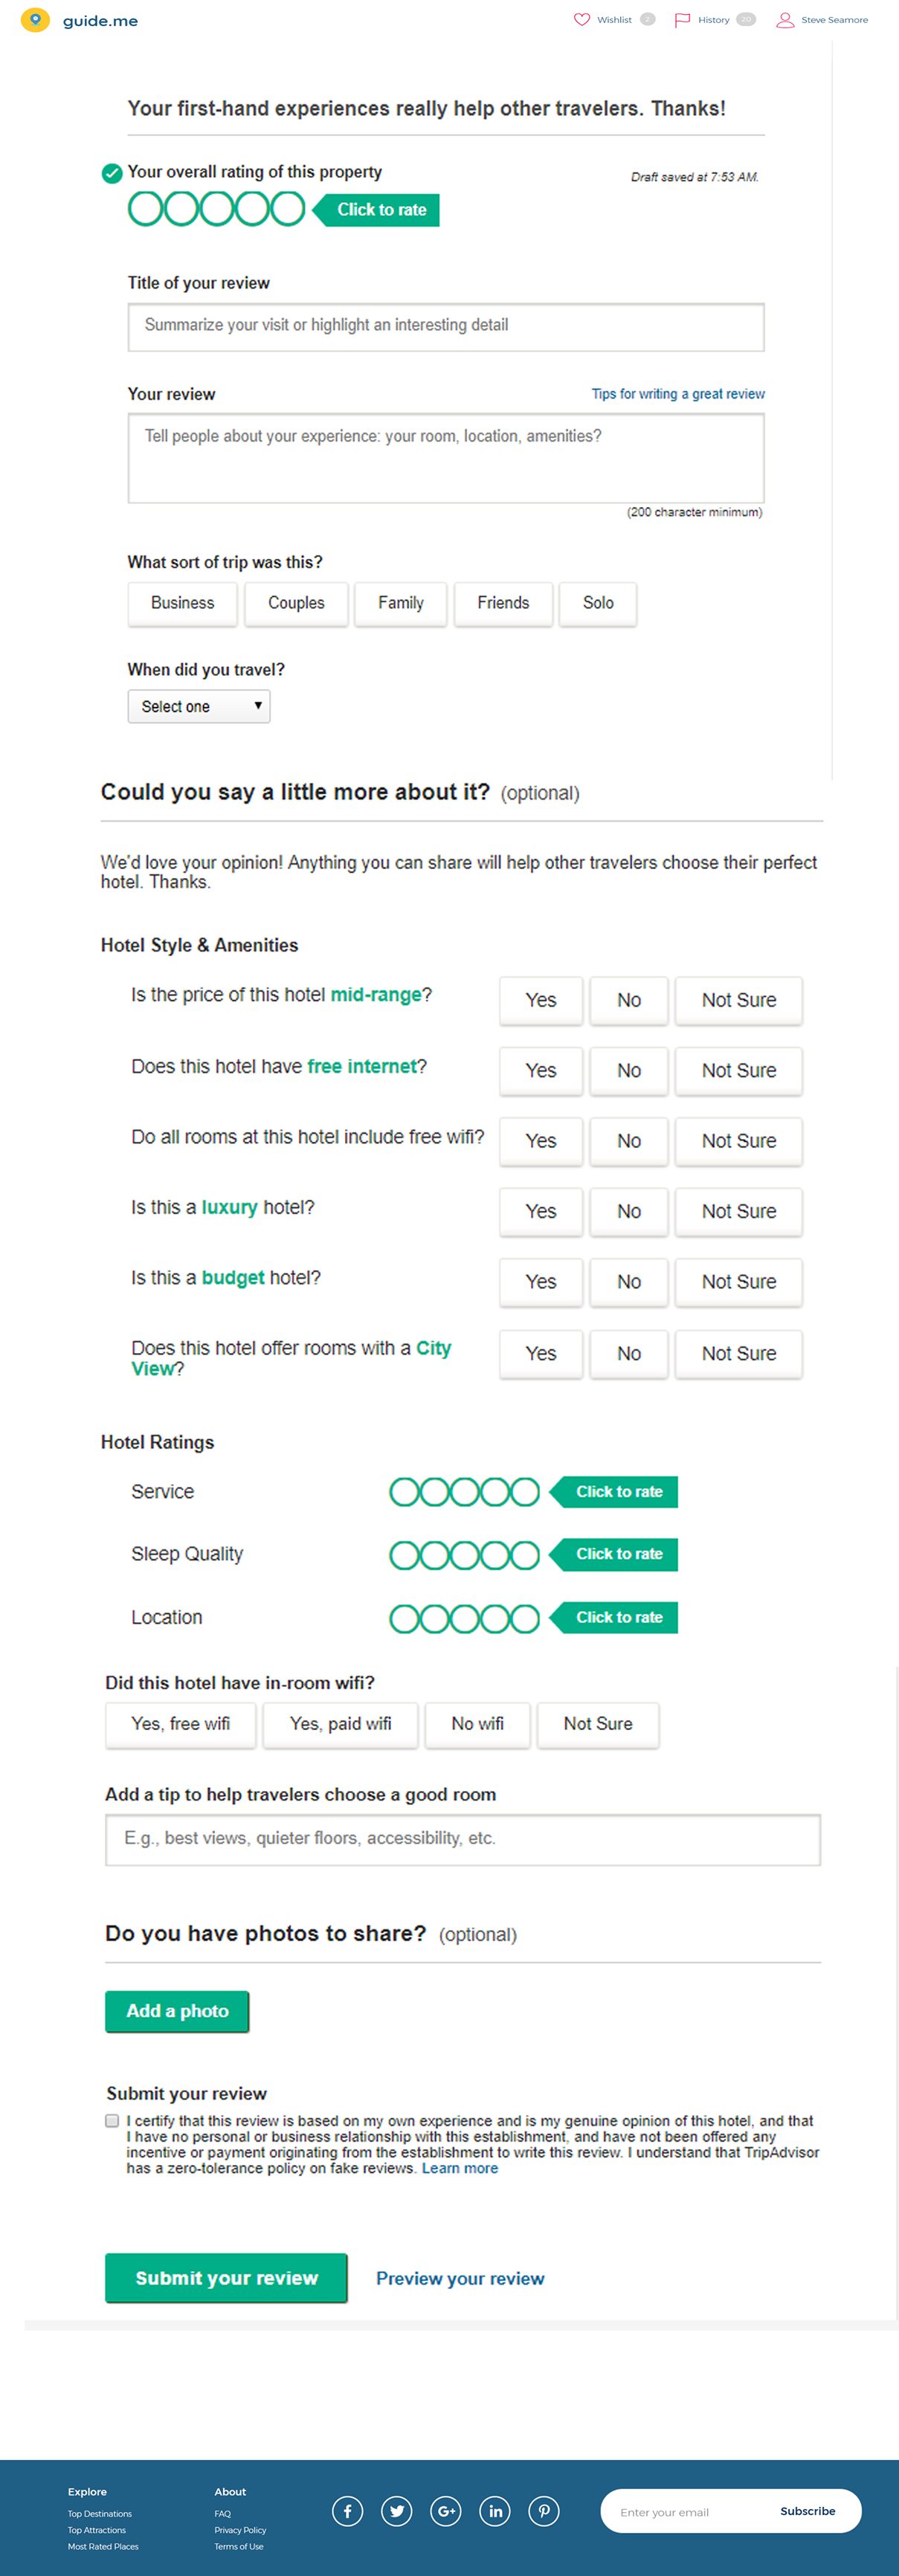 guide.me
Wishlist 2 History 20 Steve Seamore
Your first-hand experiences really help other travelers. Thanks!
Your overall rating of this property
Draft saved at 7:53 AM.
Click to rate
Title of your review
Summarize your visit or highlight an interesting detail
Your review
Tips for writing a great review
Tell people about your experience: your room, location, amenities?
(200 character minimum)
What sort of trip was this?
Business Couples Family Friends Solo
When did you travel?
Select one
Could you say a little more about it? (optional)
We'd love your opinion! Anything you can share will help other travelers choose their perfect
hotel. Thanks.
Hotel Style & Amenities
Is the price of this hotel mid-range? Yes No Not Sure
Does this hotel have free internet? Yes No Not Sure
Do all rooms at this hotel include free wifi? Yes No Not Sure
Is this a luxury hotel? Yes No Not Sure
Is this a budget hotel? Yes No Not Sure
Does this hotel offer rooms with a City
View?
Yes No Not Sure
Hotel Ratings
Service Click to rate
Sleep Quality Click to rate
Location Click to rate
Did this hotel have in-room wifi?
Yes, free wifi Yes, paid wifi No wifi Not Sure
Add a tip to help travelers choose a good room
E.g., best views, quieter floors, accessibility, etc.
Do you have photos to share? (optional)
Add a photo
Submit your review
I certify that this review is based on my own experience and is my genuine opinion of this hotel, and that
I have no personal or business relationship with this establishment, and have not been offered any
incentive or payment originating from the establishment to write this review. I understand that TripAdvisor
has a zero-tolerance policy on fake reviews. Learn more
Submit your review Preview your review
Explore
Top Destinations
Top Attractions
Most Rated Places
About
FAQ
Privacy Policy
Terms of Use
f G+ in
Enter your email Subscribe